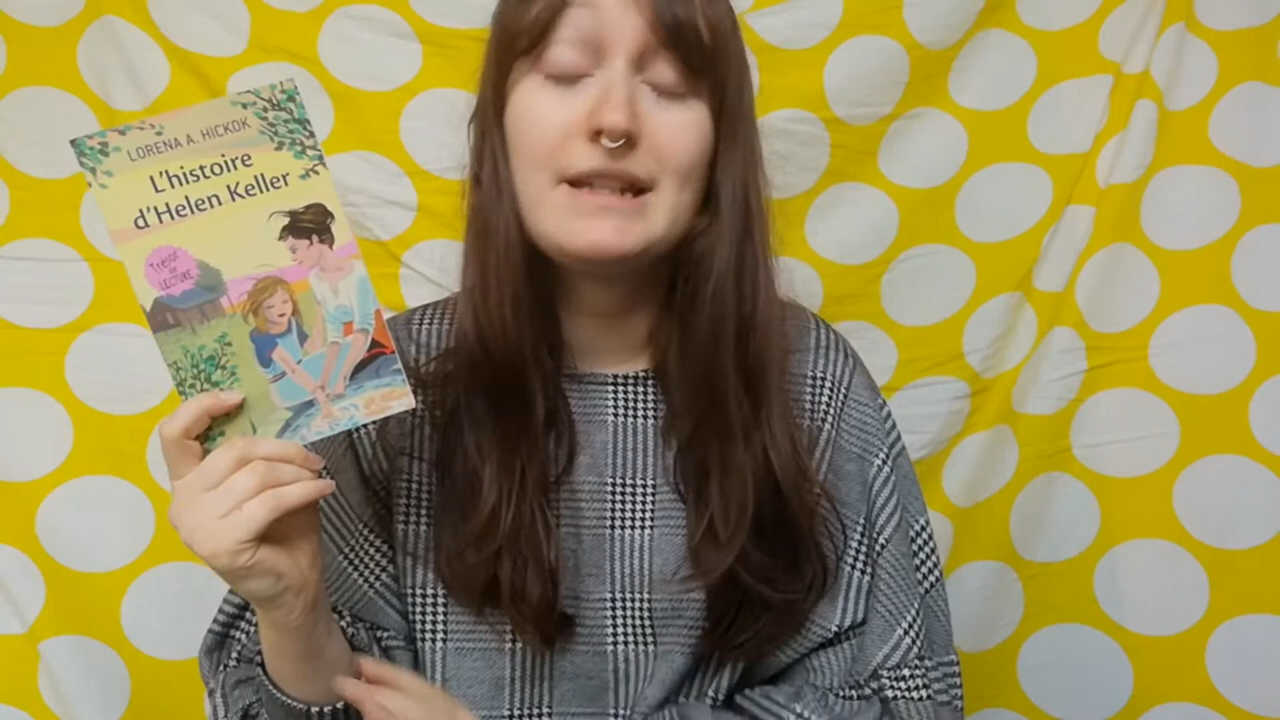 LORENA A. HICKOK
L'histoire
d'Helen Keller
Trésor
de
LECTURE